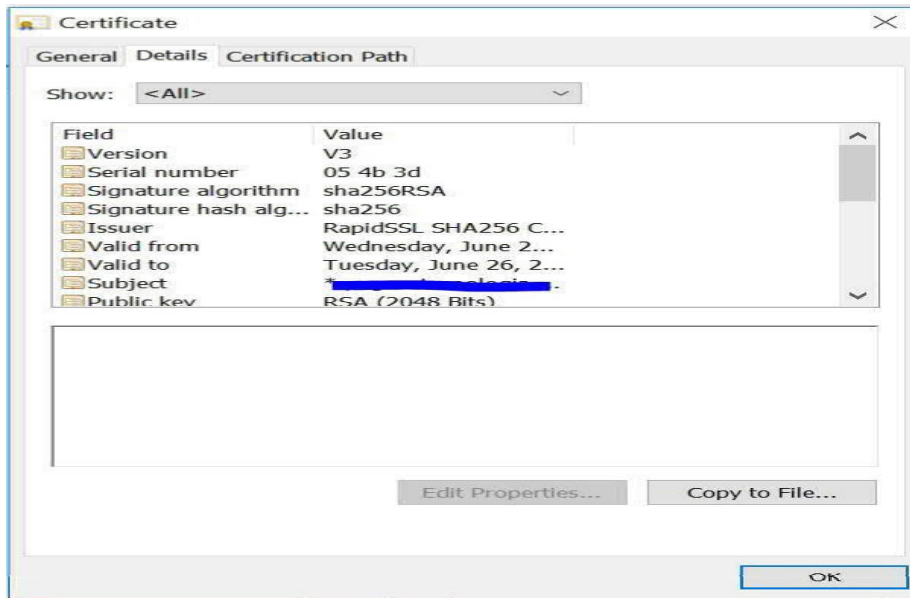 Certificate
General Details Certification Path
Show: <All>
Field Value
Version V3
Serial number 05 4b 3d
Signature algorithm sha256RSA
Signature hash alg... sha256
Issuer RapidSSL SHA256 C...
Valid from Wednesday, June 2...
Valid to Tuesday, June 26, 2...
Subject *
Public key RSA (2048 Bits)
Edit Properties... Copy to File...
OK